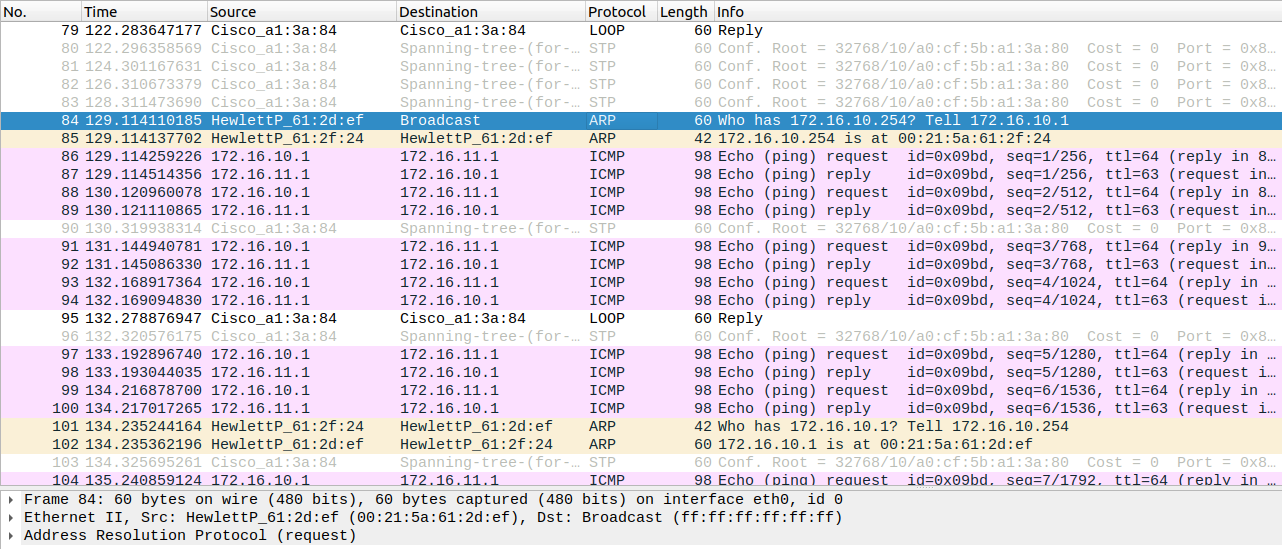 No. Time Source Destination Protocol Length Info
79 122.283647177 Cisco_a1:3a:84 Cisco_a1:3a:84 LOOP 60 Reply
80 122.296358569 Cisco_a1:3a:84 Spanning-tree-(for-… STP 60 Conf. Root = 32768/10/a0:cf:5b:a1:3a:80 Cost = 0 Port = 0x8…
81 124.301167631 Cisco_a1:3a:84 Spanning-tree-(for-… STP 60 Conf. Root = 32768/10/a0:cf:5b:a1:3a:80 Cost = 0 Port = 0x8…
82 126.310673379 Cisco_a1:3a:84 Spanning-tree-(for-… STP 60 Conf. Root = 32768/10/a0:cf:5b:a1:3a:80 Cost = 0 Port = 0x8…
83 128.311473690 Cisco_a1:3a:84 Spanning-tree-(for-… STP 60 Conf. Root = 32768/10/a0:cf:5b:a1:3a:80 Cost = 0 Port = 0x8…
84 129.114110185 HewlettP_61:2d:ef Broadcast ARP 60 Who has 172.16.10.254? Tell 172.16.10.1
85 129.114137702 HewlettP_61:2f:24 HewlettP_61:2d:ef ARP 42 172.16.10.254 is at 00:21:5a:61:2f:24
86 129.114259226 172.16.10.1 172.16.11.1 ICMP 98 Echo (ping) request id=0x09bd, seq=1/256, ttl=64 (reply in 8…
87 129.114514356 172.16.11.1 172.16.10.1 ICMP 98 Echo (ping) reply id=0x09bd, seq=1/256, ttl=63 (request in…
88 130.120960078 172.16.10.1 172.16.11.1 ICMP 98 Echo (ping) request id=0x09bd, seq=2/512, ttl=64 (reply in 8…
89 130.121110865 172.16.11.1 172.16.10.1 ICMP 98 Echo (ping) reply id=0x09bd, seq=2/512, ttl=63 (request in…
90 130.319938314 Cisco_a1:3a:84 Spanning-tree-(for-… STP 60 Conf. Root = 32768/10/a0:cf:5b:a1:3a:80 Cost = 0 Port = 0x8…
91 131.144940781 172.16.10.1 172.16.11.1 ICMP 98 Echo (ping) request id=0x09bd, seq=3/768, ttl=64 (reply in 9…
92 131.145086330 172.16.11.1 172.16.10.1 ICMP 98 Echo (ping) reply id=0x09bd, seq=3/768, ttl=63 (request in…
93 132.168917364 172.16.10.1 172.16.11.1 ICMP 98 Echo (ping) request id=0x09bd, seq=4/1024, ttl=64 (reply in …
94 132.169094830 172.16.11.1 172.16.10.1 ICMP 98 Echo (ping) reply id=0x09bd, seq=4/1024, ttl=63 (request i…
95 132.278876947 Cisco_a1:3a:84 Cisco_a1:3a:84 LOOP 60 Reply
96 132.320576175 Cisco_a1:3a:84 Spanning-tree-(for-… STP 60 Conf. Root = 32768/10/a0:cf:5b:a1:3a:80 Cost = 0 Port = 0x8…
97 133.192896740 172.16.10.1 172.16.11.1 ICMP 98 Echo (ping) request id=0x09bd, seq=5/1280, ttl=64 (reply in …
98 133.193044035 172.16.11.1 172.16.10.1 ICMP 98 Echo (ping) reply id=0x09bd, seq=5/1280, ttl=63 (request i…
99 134.216878700 172.16.10.1 172.16.11.1 ICMP 98 Echo (ping) request id=0x09bd, seq=6/1536, ttl=64 (reply in …
100 134.217017265 172.16.11.1 172.16.10.1 ICMP 98 Echo (ping) reply id=0x09bd, seq=6/1536, ttl=63 (request i…
101 134.235244164 HewlettP_61:2f:24 HewlettP_61:2d:ef ARP 42 Who has 172.16.10.1? Tell 172.16.10.254
102 134.235362196 HewlettP_61:2d:ef HewlettP_61:2f:24 ARP 60 172.16.10.1 is at 00:21:5a:61:2d:ef
103 134.325695261 Cisco_a1:3a:84 Spanning-tree-(for-… STP 60 Conf. Root = 32768/10/a0:cf:5b:a1:3a:80 Cost = 0 Port = 0x8…
104 135.240859124 172.16.10.1 172.16.11.1 ICMP 98 Echo (ping) request id=0x09bd, seq=7/1792, ttl=64 (reply in …
Frame 84: 60 bytes on wire (480 bits), 60 bytes captured (480 bits) on interface eth0, id 0
Ethernet II, Src: HewlettP_61:2d:ef (00:21:5a:61:2d:ef), Dst: Broadcast (ff:ff:ff:ff:ff:ff)
Address Resolution Protocol (request)